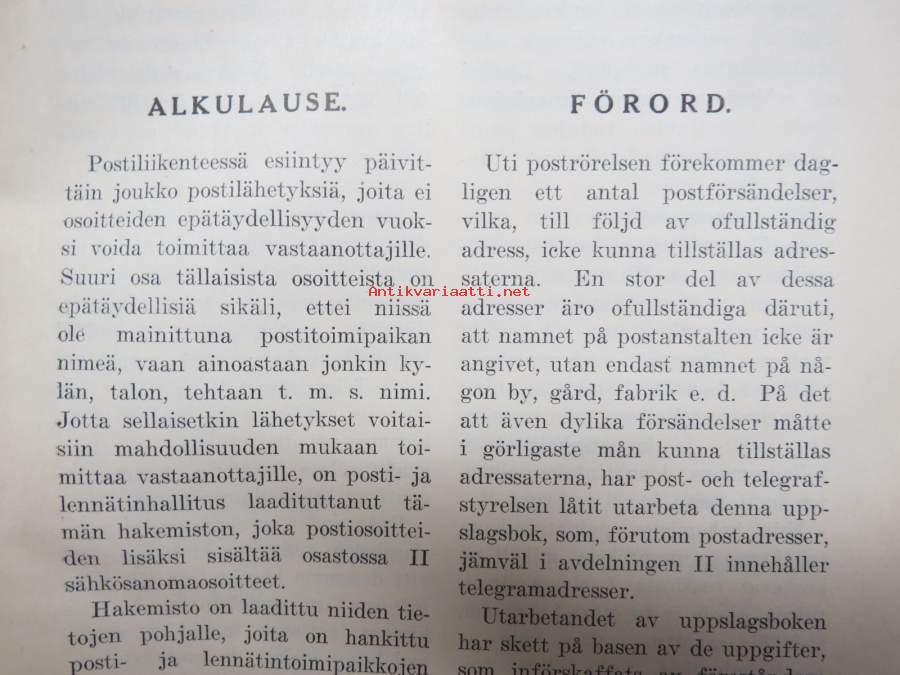 ALKULAUSE.
Postiliikenteessä esiintyy päivit-
täin joukko postilähetyksiä, joita ei
osoitteiden epätäydellisyyden vuok-
si voida toimittaa vastaanottajille.
Suuri osa tällaisista osoitteista on
epätäydellisiä sikäli, ettei niissä
ole mainittuna postitoimipaikan
nimeä, vaan ainoastaan jonkin ky-
län, talon, tehtaan t. m. s. nimi.
Jotta sellaisetkin lähetykset voitai-
siin mahdollisuuden mukaan toi-
mittaa vastaanottajille, on posti- ja
lennätinhallitus laadituttanut tä-
män hakemiston, joka postiosoittei-
den lisäksi sisältää osastossa II
sähkösanomaosoitteet.
Hakemisto on laadittu niiden tie-
tojen pohjalle, joita on hankittu
posti- ja lennätintoimipaikkojen
FÖRORD.
Uti poströrelsen förekommer dag-
ligen ett antal postförsändelser,
vilka, till följd av ofullständig
adress, icke kunna tillställas adres-
saterna. En stor del av dessa
adresser äro ofullständiga däruti,
att namnet på postanstalten icke är
angivet, utan endast namnet på nå-
gon by, gård, fabrik e. d. På det
att även dylika försändelser måtte
i görligaste mån kunna tillställas
adressaterna, har post- och telegraf-
styrelsen låtit utarbeta denna upp-
slagsbok, som, förutom postadresser,
jämväl i avdelningen II innehåller
telegramadresser.
Utarbetandet av uppslagsboken
har skett på basen av de uppgifter,
som införskaffats av
Antikvariaatti.net